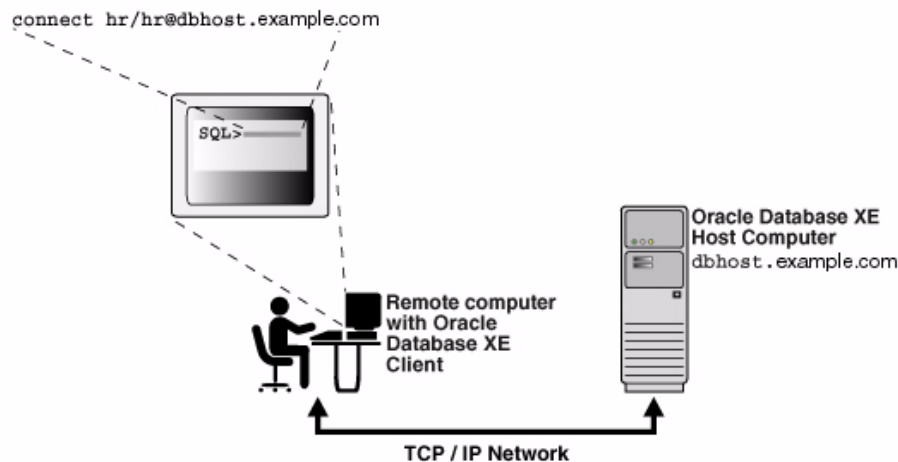 connect hr/hr@dbhost.example.com
SQL>
Oracle Database XE
Host Computer
dbhost.example.com
Remote computer
with Oracle
Database XE
Client
TCP / IP Network